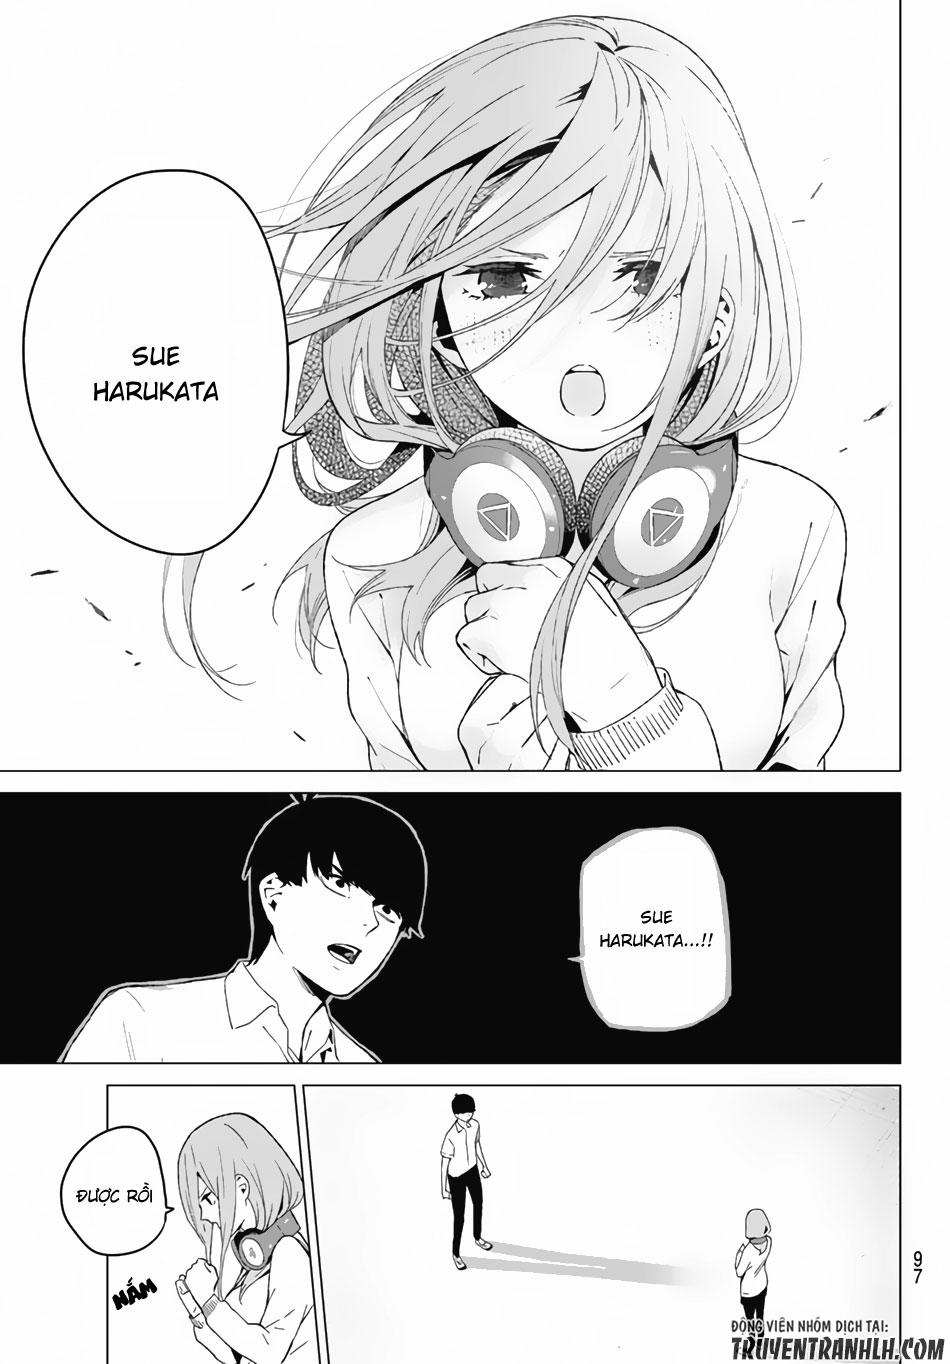 SUE
HARUKATA
SUE
HARUKATA...!!
ĐƯỢC RỒI
NẮM
97
ĐỘNG VIÊN NHÓM DỊCH TẠI:
TRUYENTRANHLH.COM